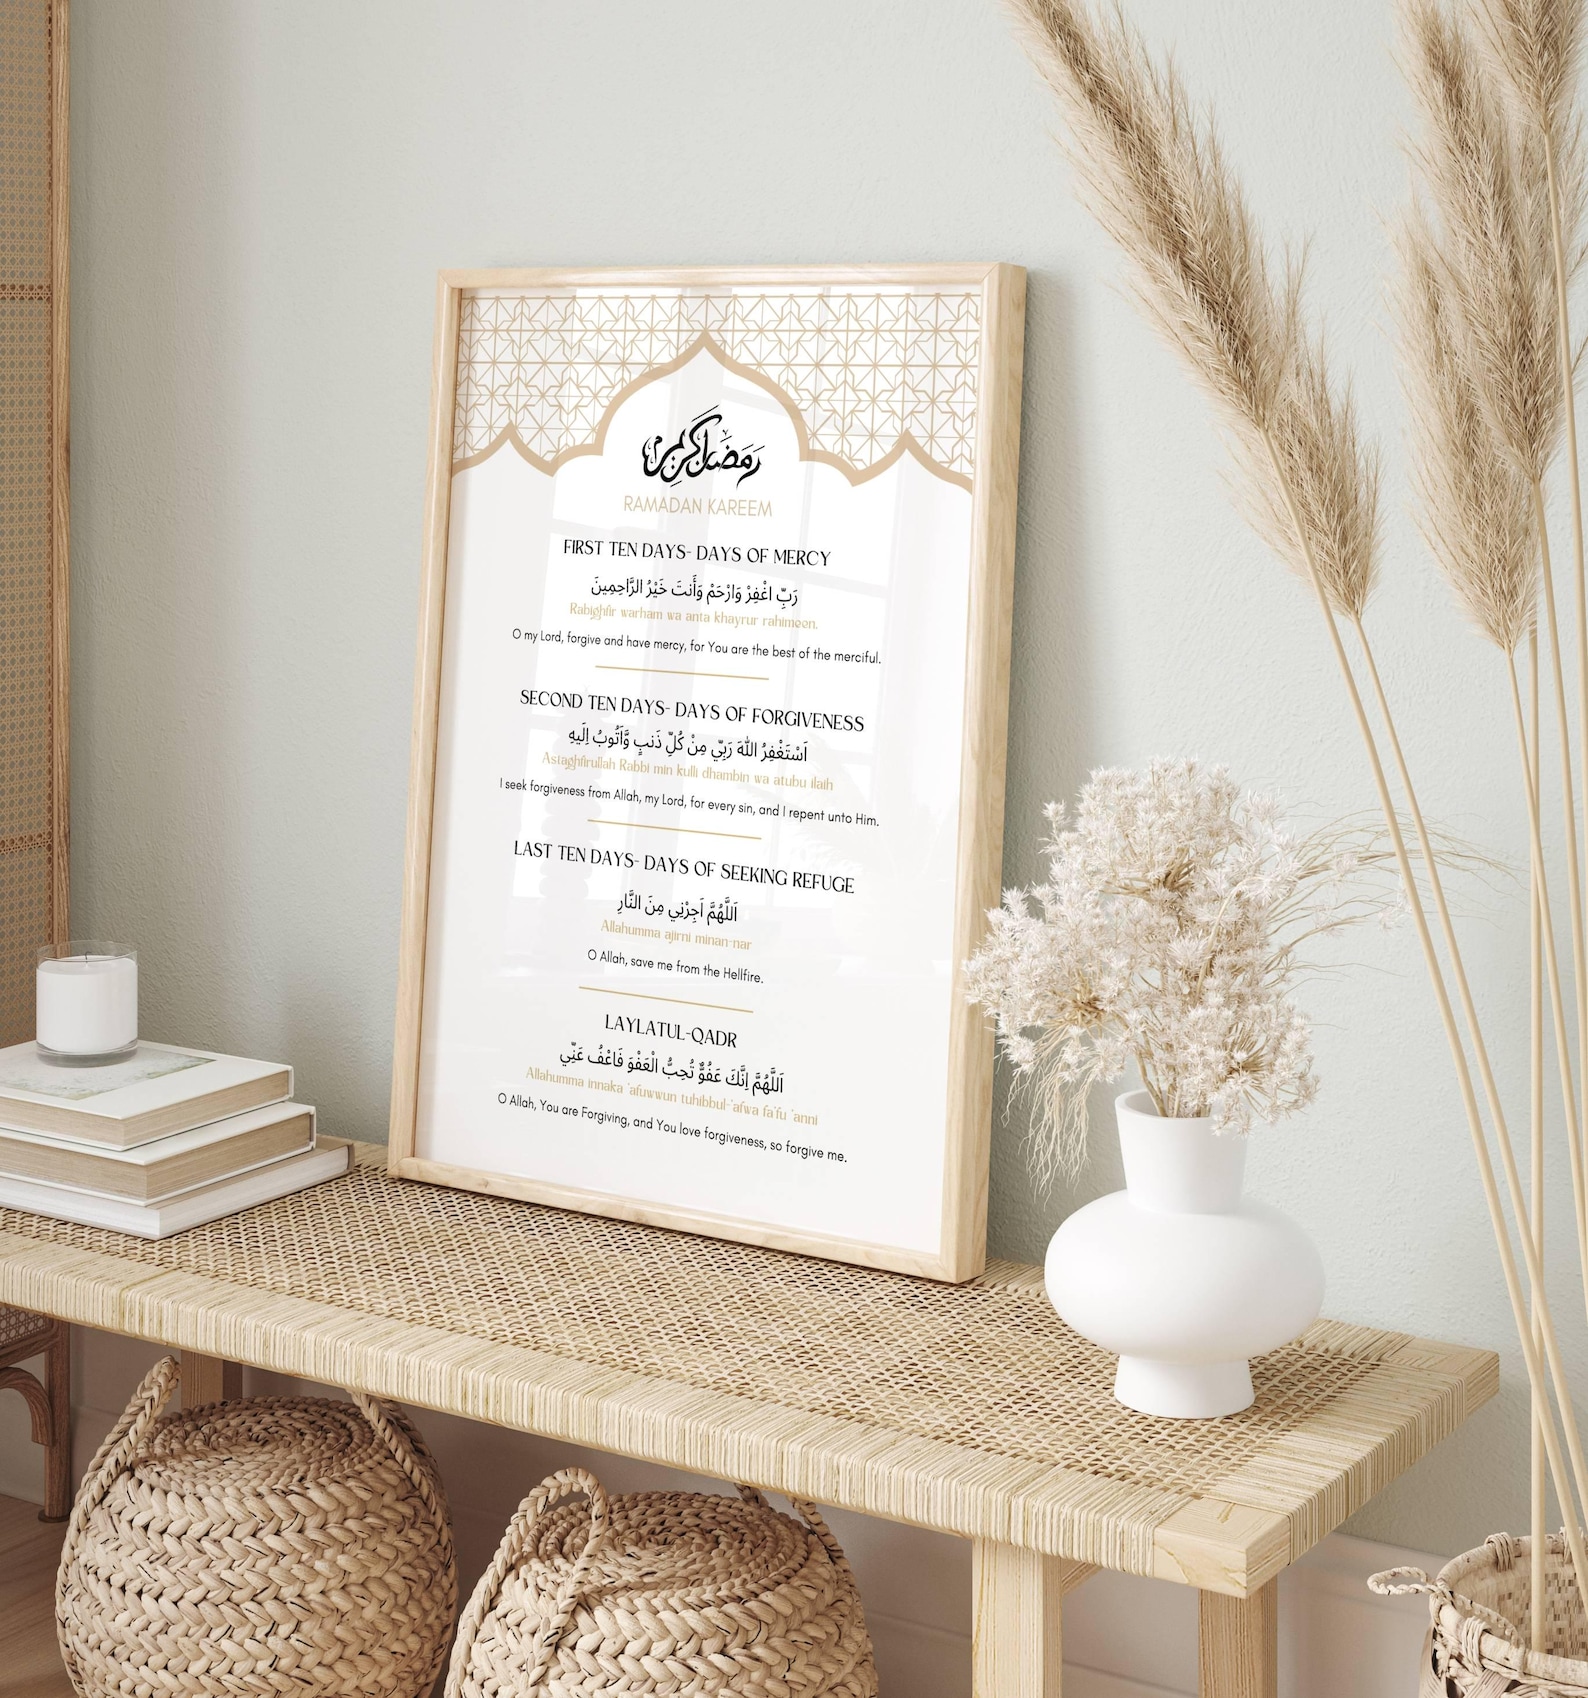 رمضان كريم
RAMADAN KAREEM
FIRST TEN DAYS- DAYS OF MERCY
رَبِّ اغْفِرْ وَارْحَمْ وَأَنتَ خَيْرُ الرَّاحِمِينَ
Rabighfir warham wa anta khayrur rahimeen.
O my Lord, forgive and have mercy, for You are the best of the merciful.
SECOND TEN DAYS- DAYS OF FORGIVENESS
اَسْتَغْفِرُ اللهَ رَبِّي مِنْ كُلِّ ذَنبٍ وَّاَتُوبُ اِلَيهِ
Astaghfirullah Rabbi min kulli dhambin wa atubu ilaih
I seek forgiveness from Allah, my Lord, for every sin, and I repent unto Him.
LAST TEN DAYS- DAYS OF SEEKING REFUGE
اَللَّهُمَّ اَجِرْنِي مِنَ النَّارِ
Allahumma ajirni minan-nar
O Allah, save me from the Hellfire.
LAYLATUL-QADR
اَللَّهُمَّ اِنَّكَ عَفُوٌّ تُحِبُّ الْعَفْوَ فَاعْفُ عَنِّي
Allahumma innaka 'afuwwun tuhibbul-'afwa fa'fu 'anni
O Allah, You are Forgiving, and You love forgiveness, so forgive me.